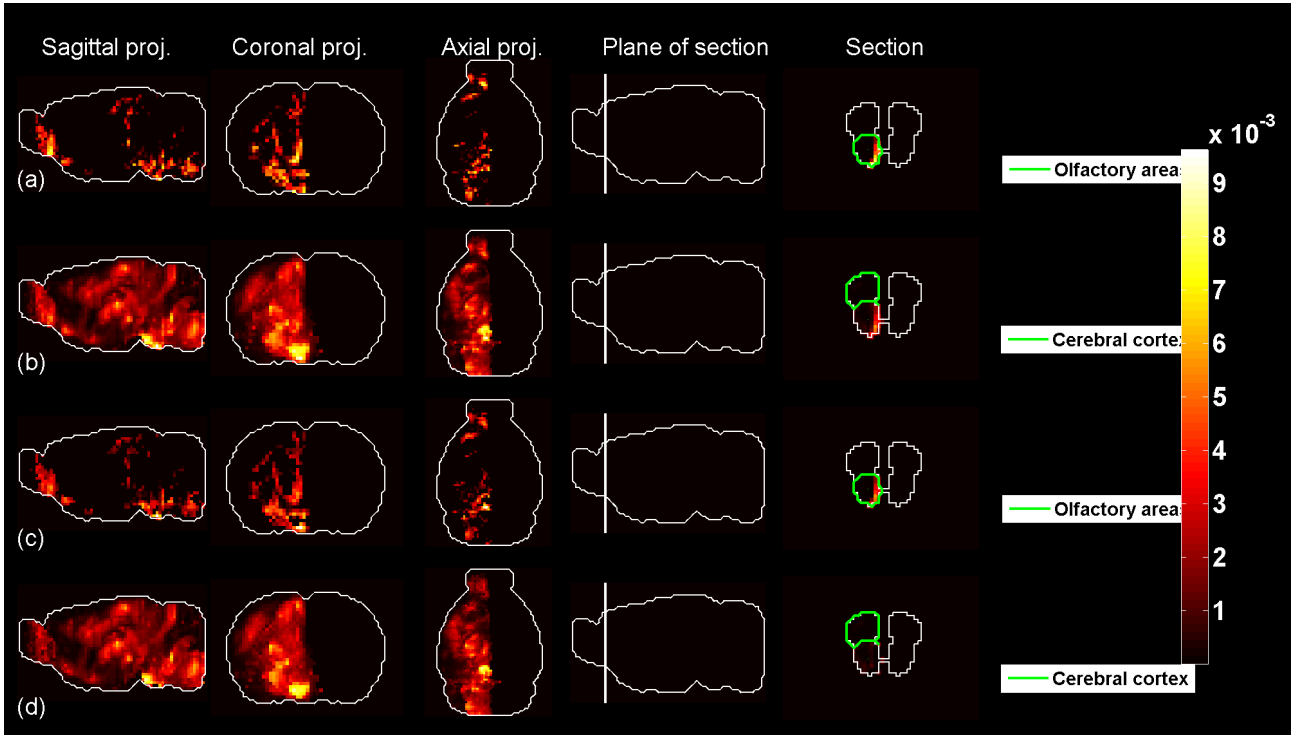 Sagittal proj. Coronal proj. Axial proj. Plane of section Section
x 10-3
(a)
Olfactory areas
9
8
7
(b)
Cerebral cortex
6
5
4
(c)
Olfactory areas
3
2
1
(d)
Cerebral cortex